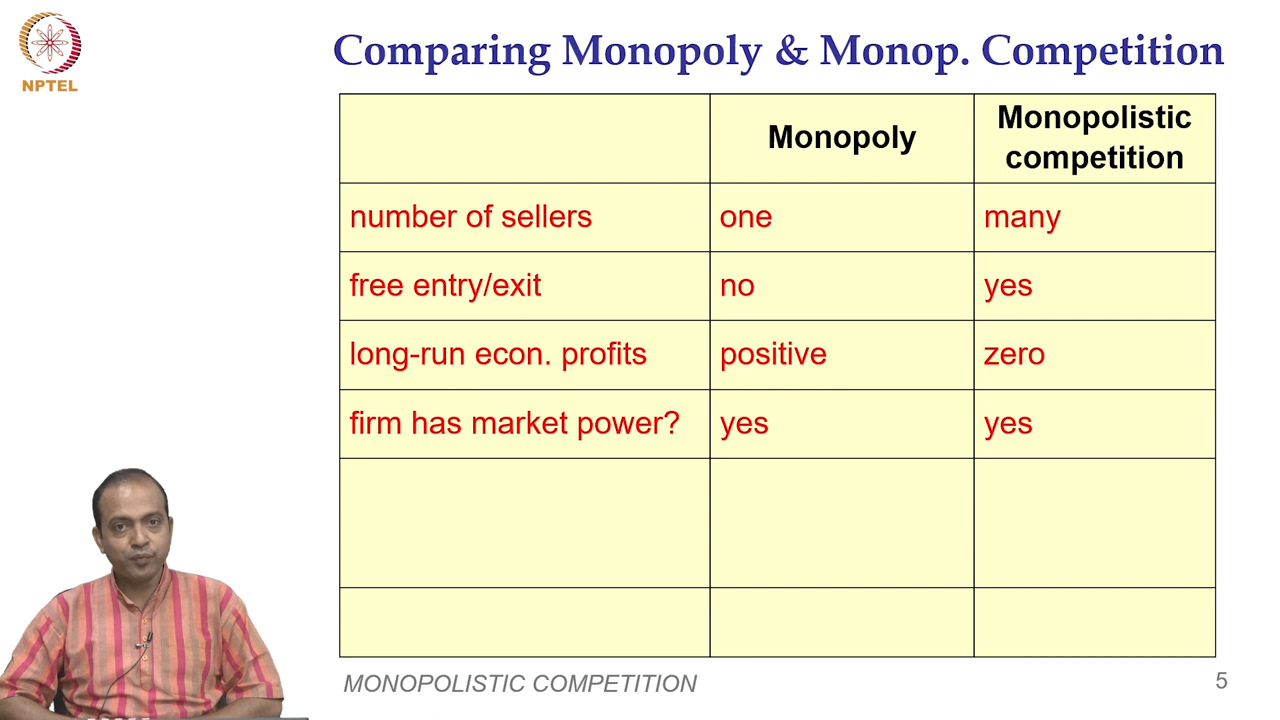 NPTEL
Comparing Monopoly & Monop. Competition
Monopoly
Monopolistic
competition
number of sellers one many
free entry/exit no yes
long-run econ. profits positive zero
firm has market power? yes yes
MONOPOLISTIC COMPETITION
5